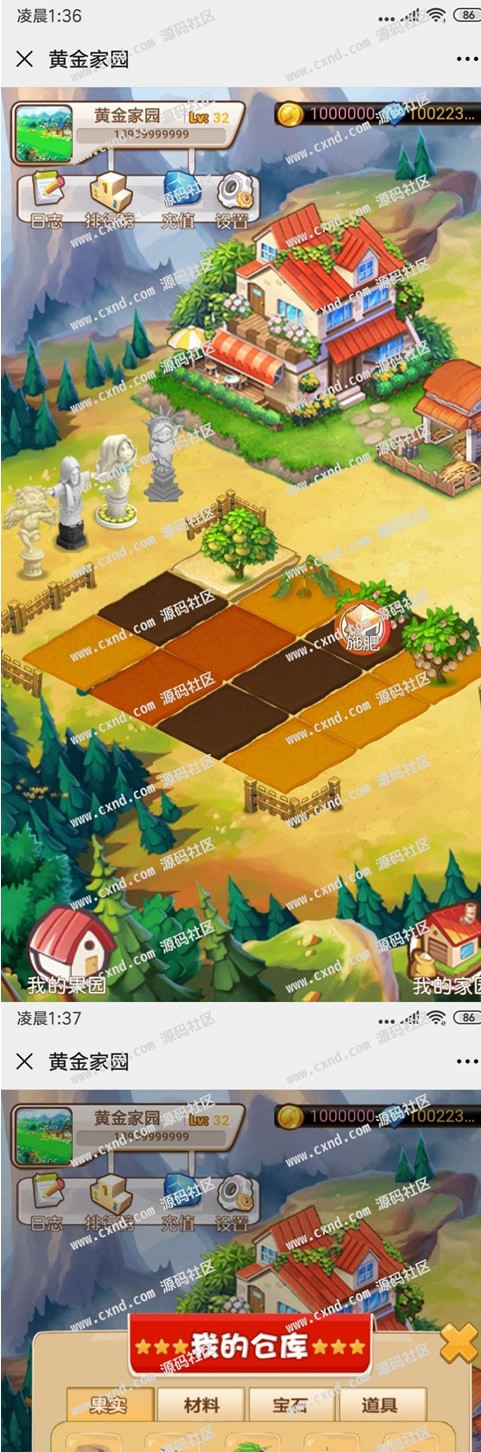 凌晨1:36 86
黄金家园
黄金家园 Lv: 32 1000000 100223...
13939999999
日志 排行榜 充值 设置
施肥
我的果园 我的家园
凌晨1:37 86
黄金家园
黄金家园 Lv: 32 1000000 100223...
13939999999
日志 排行榜 充值 设置
我的仓库
果实 材料 宝石 道具
www.cxnd.com 源码社区